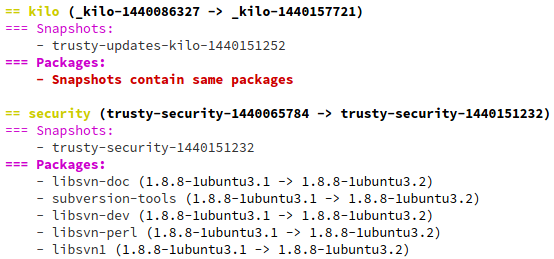 == kilo (_kilo-1440086327 -> _kilo-1440157721)
=== Snapshots:
- trusty-updates-kilo-1440151252
=== Packages:
- Snapshots contain same packages
== security (trusty-security-1440065784 -> trusty-security-1440151232)
=== Snapshots:
- trusty-security-1440151232
=== Packages:
- libsvn-doc (1.8.8-1ubuntu3.1 -> 1.8.8-1ubuntu3.2)
- subversion-tools (1.8.8-1ubuntu3.1 -> 1.8.8-1ubuntu3.2)
- libsvn-dev (1.8.8-1ubuntu3.1 -> 1.8.8-1ubuntu3.2)
- libsvn-perl (1.8.8-1ubuntu3.1 -> 1.8.8-1ubuntu3.2)
- libsvn1 (1.8.8-1ubuntu3.1 -> 1.8.8-1ubuntu3.2)